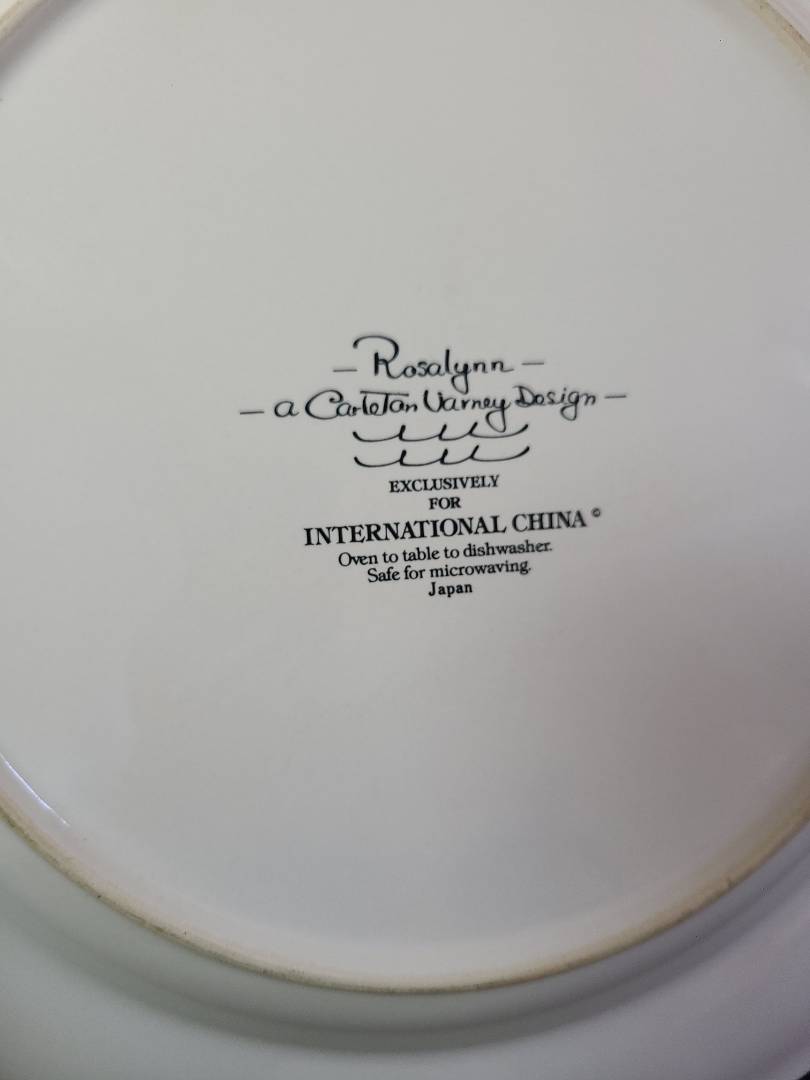 – Rosalynn –
– a Carleton Varney Design –
EXCLUSIVELY
FOR
INTERNATIONAL CHINA©
Oven to table to dishwasher.
Safe for microwaving.
Japan